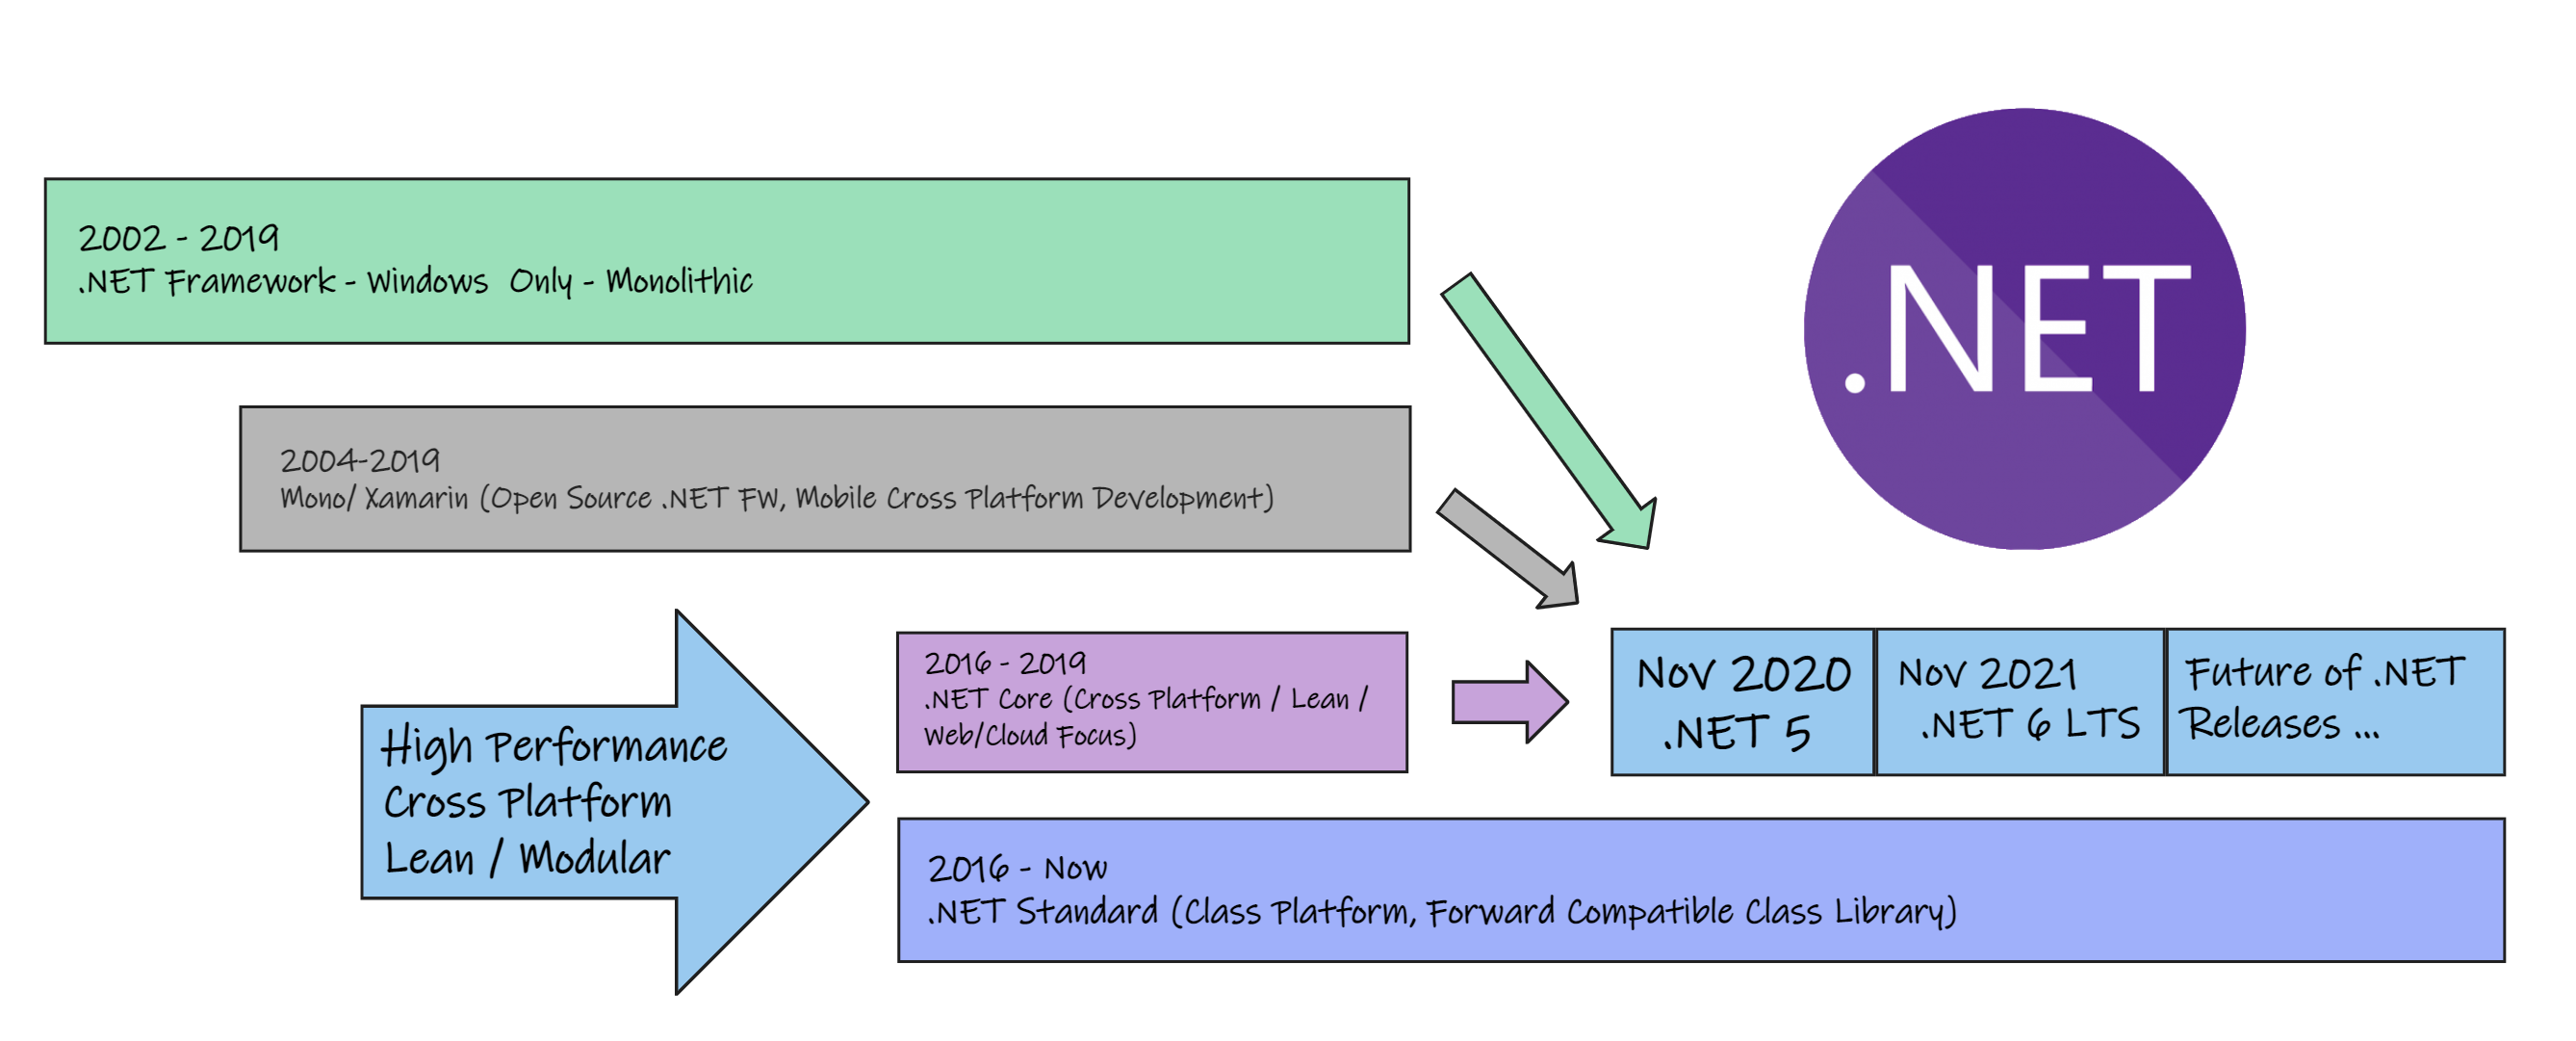 2002 - 2019
.NET Framework - Windows Only - Monolithic
.NET
2004-2019
Mono/ Xamarin (Open Source .NET FW, Mobile Cross Platform Development)
High Performance
Cross Platform
Lean / Modular
2016 - 2019
.NET Core (Cross Platform / Lean /
Web/Cloud Focus)
Nov 2020
.NET 5
Nov 2021
.NET 6 LTS
Future of .NET
Releases ...
2016 - Now
.NET Standard (Class Platform, Forward Compatible Class Library)